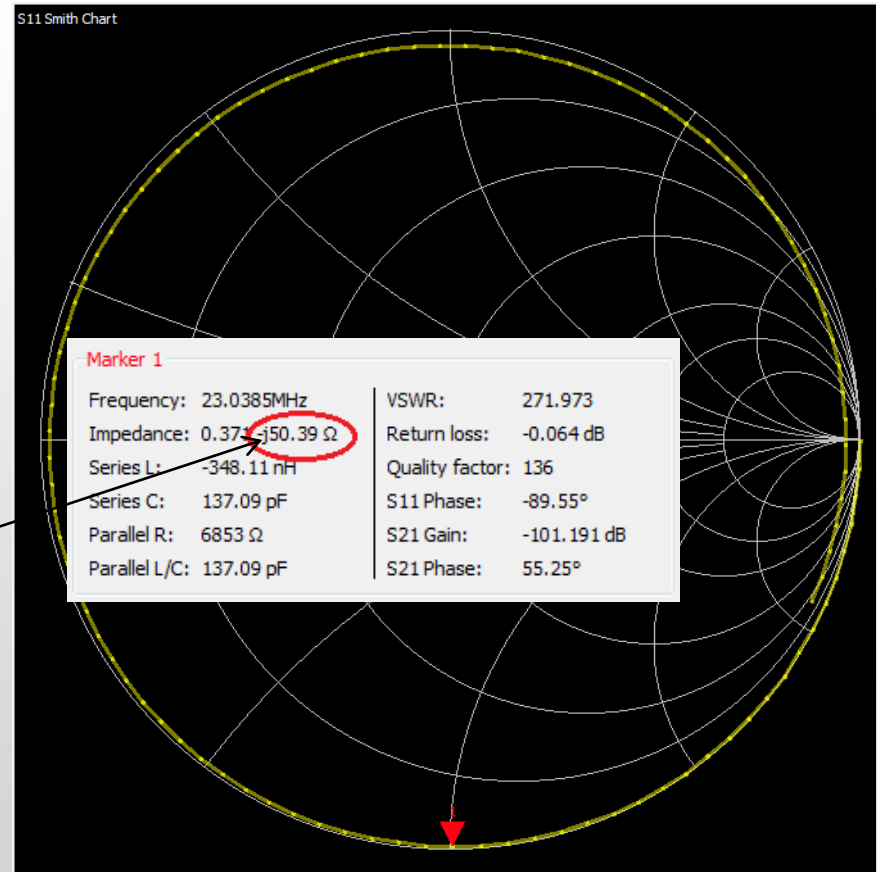 S11 Smith Chart
Marker 1
Frequency: 23.0385MHz
Impedance: 0.371 -j50.39 Ω
Series L: -348.11 nH
Series C: 137.09 pF
Parallel R: 6853 Ω
Parallel L/C: 137.09 pF
VSWR: 271.973
Return loss: -0.064 dB
Quality factor: 136
S11 Phase: -89.55°
S21 Gain: -101.191 dB
S21 Phase: 55.25°
1